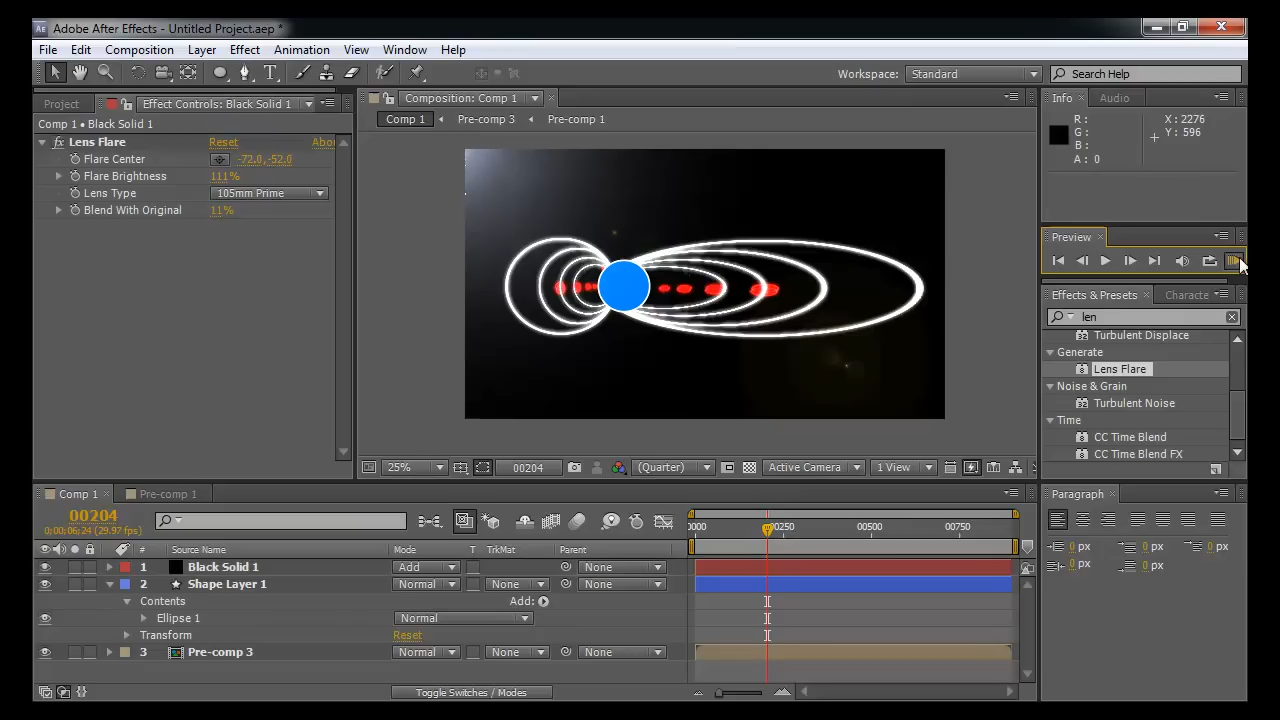 Adobe After Effects - Untitled Project.aep *
File Edit Composition Layer Effect Animation View Window Help
Workspace: Standard Search Help
Project Effect Controls: Black Solid 1
Comp 1 • Black Solid 1
fx Lens Flare Reset Abo
Flare Center -72.0,-52.0
Flare Brightness 111%
Lens Type 105mm Prime
Blend With Original 11%
Composition: Comp 1
Comp 1 Pre-comp 3 Pre-comp 1
25% 00204 (Quarter) Active Camera 1 View
Info Audio
R: X: 2276
G: Y: 596
B:
A: 0
Preview
Effects & Presets Characte
len
Turbulent Displace
Generate
Lens Flare
Noise & Grain
Turbulent Noise
Time
CC Time Blend
CC Time Blend FX
Paragraph
0 px 0 px 0 px
0 px 0 px
Comp 1 Pre-comp 1
00204
0;00;06;24 (29.97 fps)
0000 00250 00500 00750
# Source Name Mode T TrkMat Parent
1 Black Solid 1 Add None
2 Shape Layer 1 Normal None None
Contents Add:
Ellipse 1 Normal
Transform Reset
3 Pre-comp 3 Normal None None
Toggle Switches / Modes